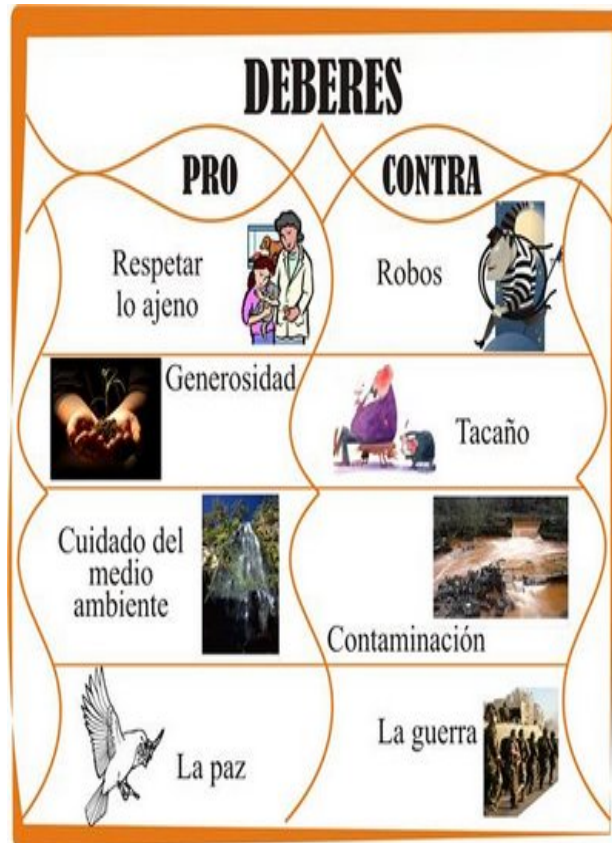 DEBERES
PRO
CONTRA
Respetar
lo ajeno
Robos
Generosidad
Tacaño
Cuidado del
medio
ambiente
Contaminación
La paz
La guerra